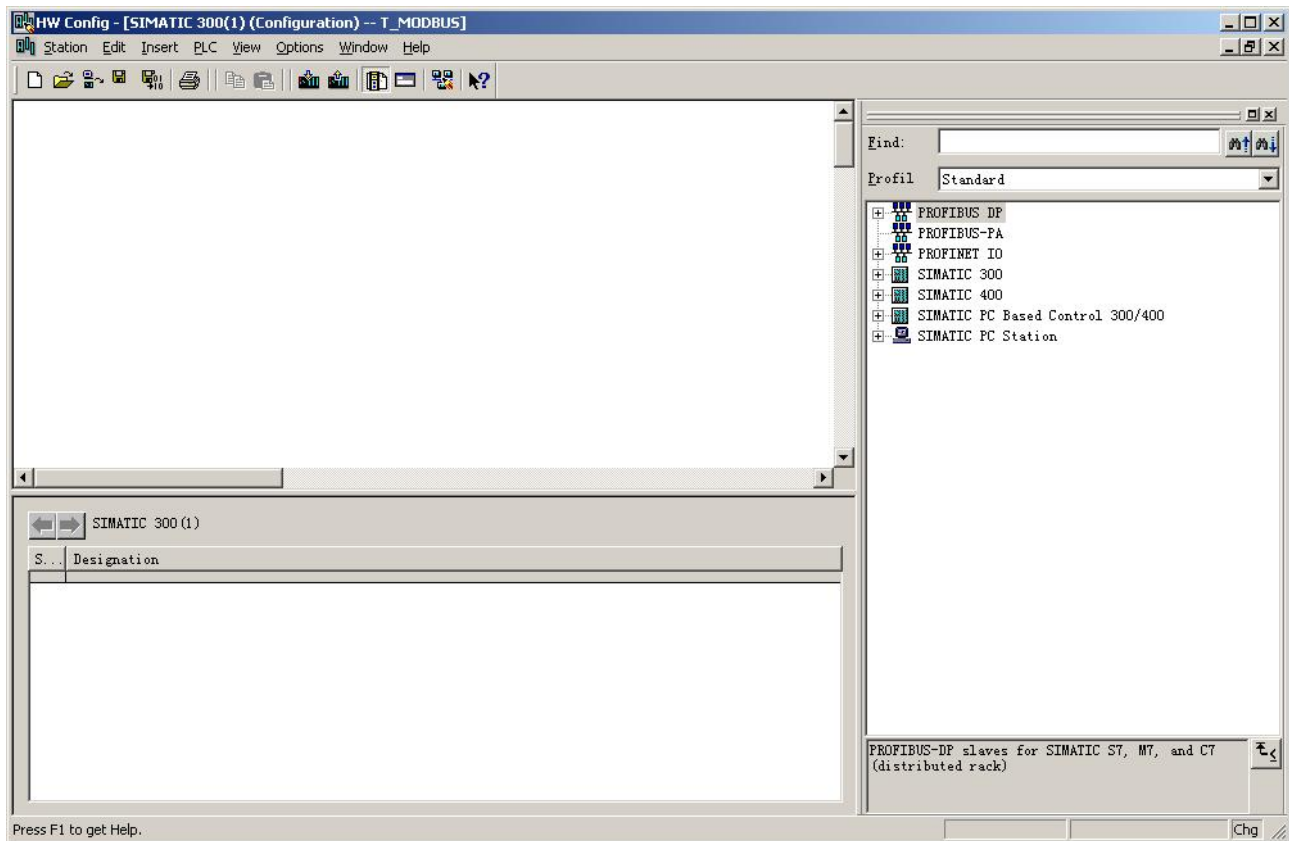 HW Config - [SIMATIC 300(1) (Configuration) -- T_MODBUS]
Station Edit Insert PLC View Options Window Help
Find:
Profil Standard
PROFIBUS DP
PROFIBUS-PA
PROFINET IO
SIMATIC 300
SIMATIC 400
SIMATIC PC Based Control 300/400
SIMATIC PC Station
SIMATIC 300(1)
S... Designation
PROFIBUS-DP slaves for SIMATIC S7, M7, and C7
(distributed rack)
Press F1 to get Help.
Chg